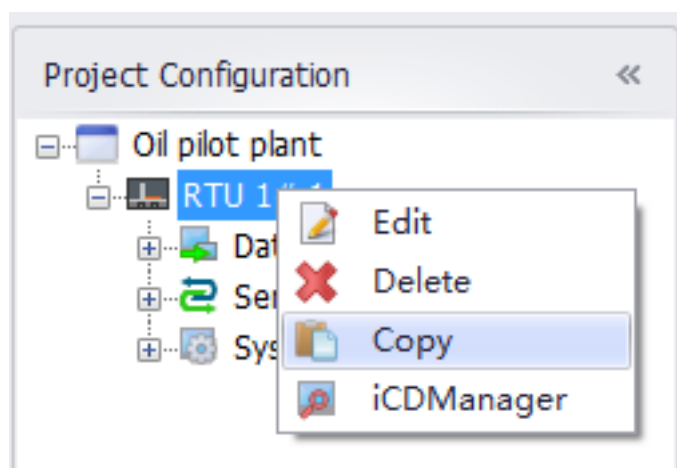 Project Configuration
Oil pilot plant
RTU 1
Edit
Delete
Copy
iCDManager